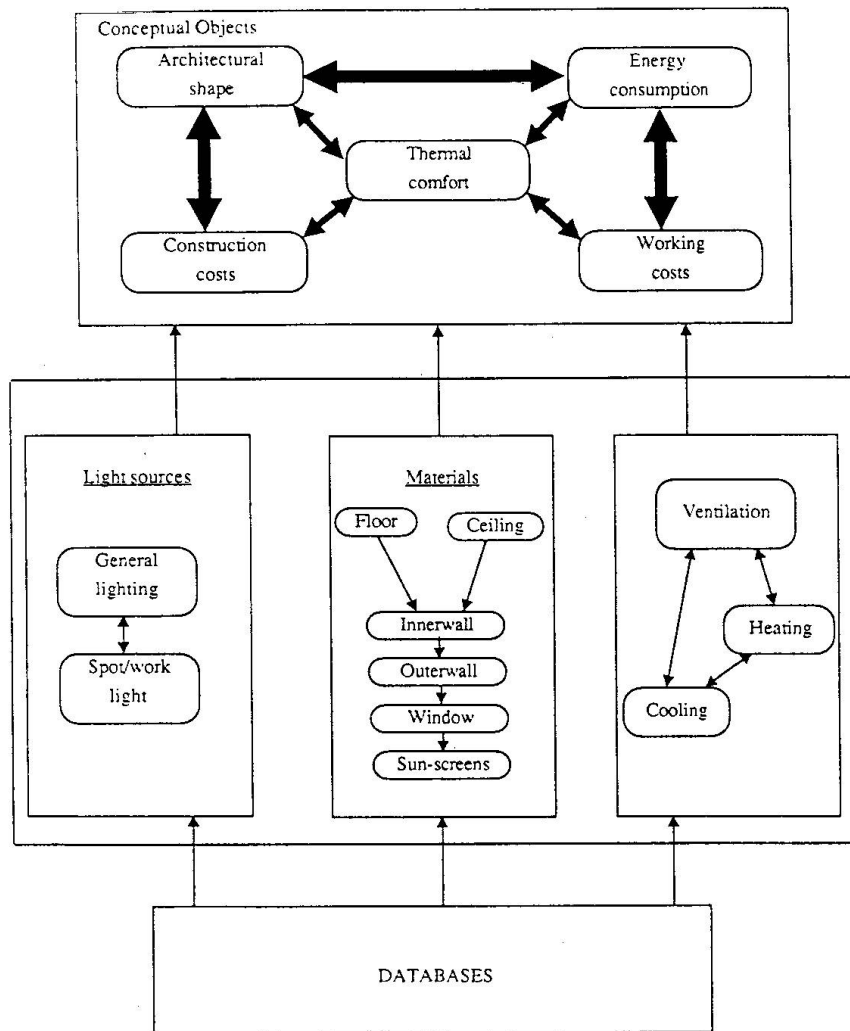 Conceptual Objects
Architectural
shape
Energy
consumption
Thermal
comfort
Construction
costs
Working
costs
Light sources
General
lighting
Spot/work
light
Materials
Floor
Ceiling
Innerwall
Outerwall
Window
Sun-screens
Ventilation
Heating
Cooling
DATABASES